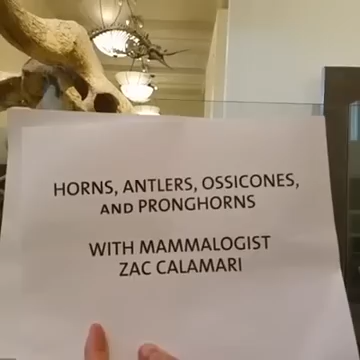 HORNS, ANTLERS, OSSICONES,
AND PRONGHORNS
WITH MAMMALOGIST
ZAC CALAMARI